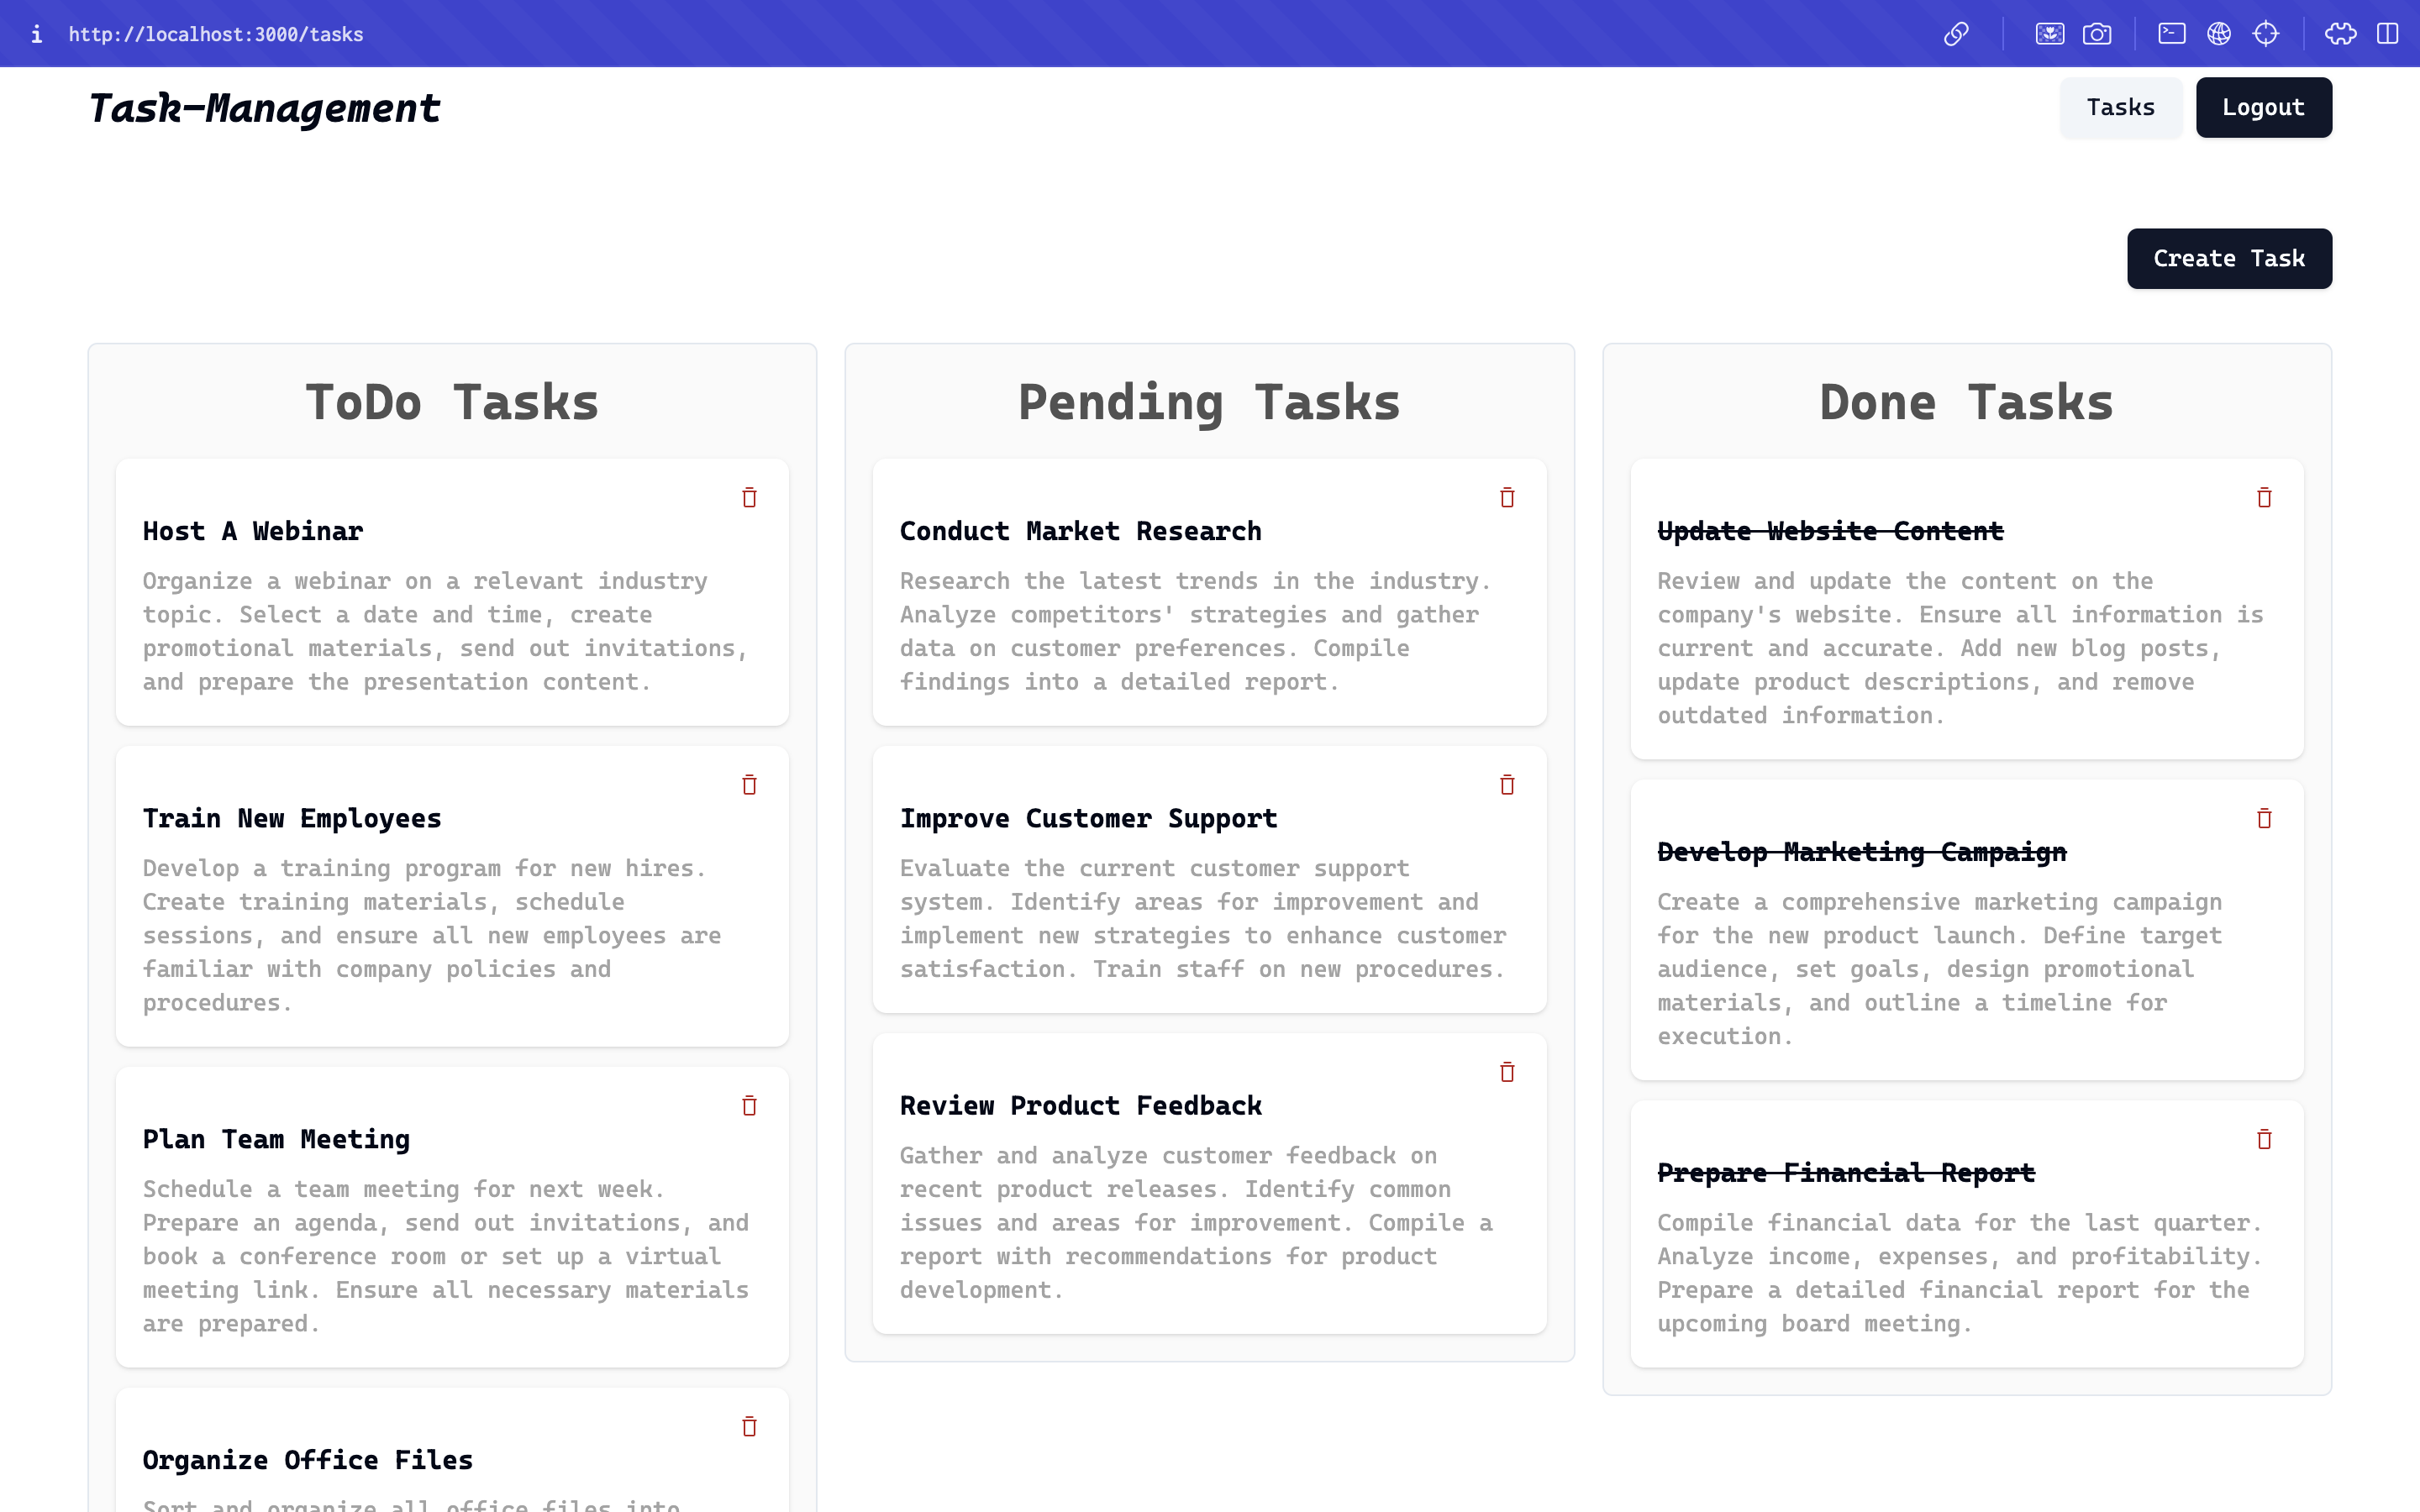 http://localhost:3000/tasks
Task-Management
Tasks
Logout
Create Task
ToDo Tasks
Host A Webinar
Organize a webinar on a relevant industry
topic. Select a date and time, create
promotional materials, send out invitations,
and prepare the presentation content.
Train New Employees
Develop a training program for new hires.
Create training materials, schedule
sessions, and ensure all new employees are
familiar with company policies and
procedures.
Plan Team Meeting
Schedule a team meeting for next week.
Prepare an agenda, send out invitations, and
book a conference room or set up a virtual
meeting link. Ensure all necessary materials
are prepared.
Organize Office Files
Sort and organize all office files into
Pending Tasks
Conduct Market Research
Research the latest trends in the industry.
Analyze competitors' strategies and gather
data on customer preferences. Compile
findings into a detailed report.
Improve Customer Support
Evaluate the current customer support
system. Identify areas for improvement and
implement new strategies to enhance customer
satisfaction. Train staff on new procedures.
Review Product Feedback
Gather and analyze customer feedback on
recent product releases. Identify common
issues and areas for improvement. Compile a
report with recommendations for product
development.
Done Tasks
Update Website Content
Review and update the content on the
company's website. Ensure all information is
current and accurate. Add new blog posts,
update product descriptions, and remove
outdated information.
Develop Marketing Campaign
Create a comprehensive marketing campaign
for the new product launch. Define target
audience, set goals, design promotional
materials, and outline a timeline for
execution.
Prepare Financial Report
Compile financial data for the last quarter.
Analyze income, expenses, and profitability.
Prepare a detailed financial report for the
upcoming board meeting.